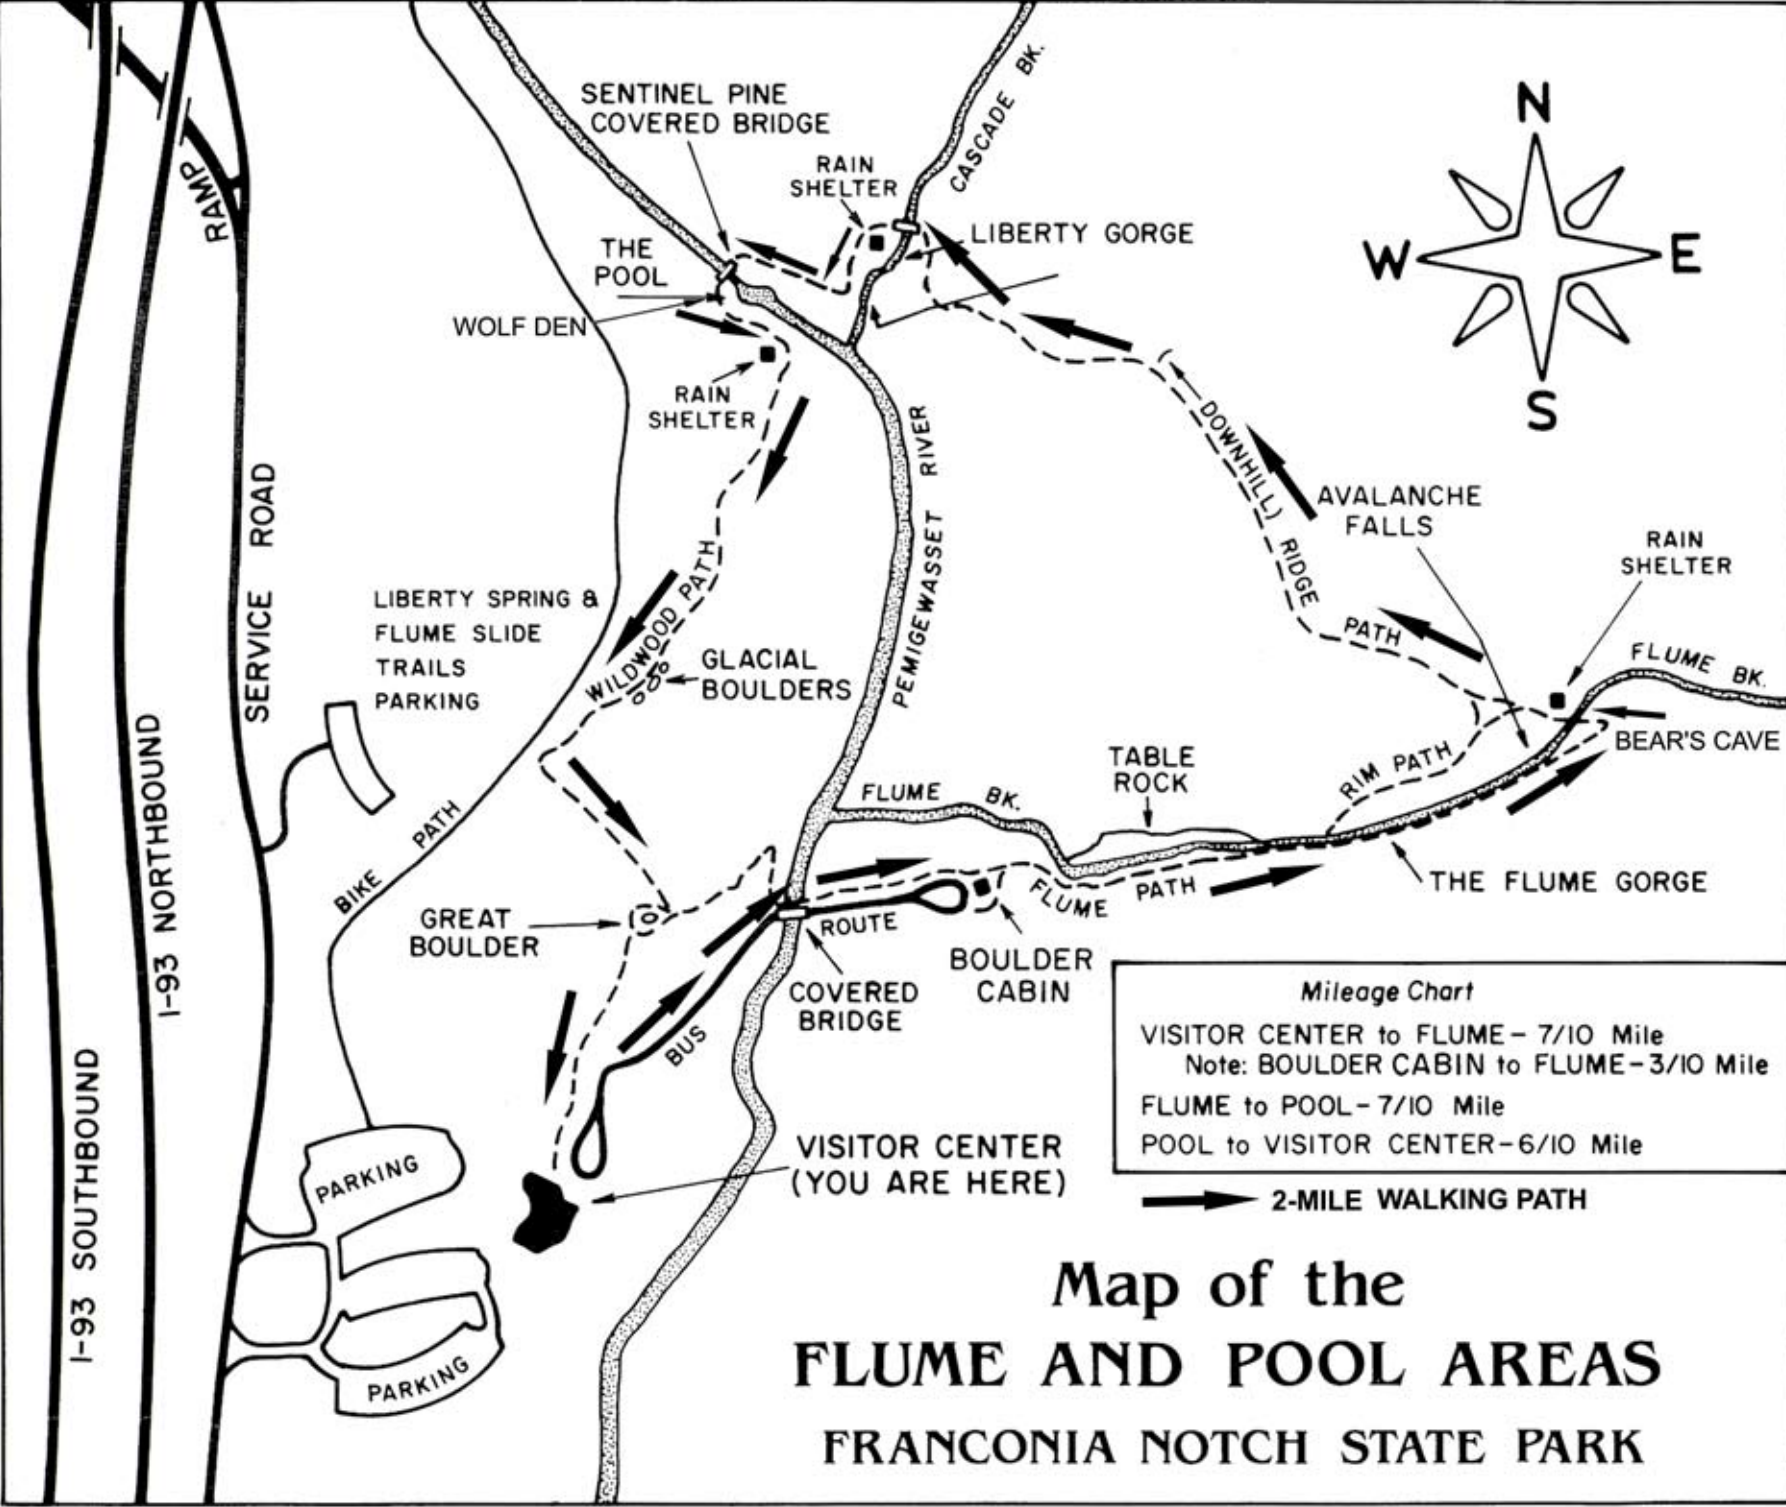 SENTINEL PINE
COVERED BRIDGE
RAIN
SHELTER
CASCADE BK.
LIBERTY GORGE
N
W
E
S
RAMP
THE
POOL
WOLF DEN
RAIN
SHELTER
SERVICE ROAD
PEMIGEWASSET RIVER
(DOWNHILL) RIDGE
PATH
AVALANCHE
FALLS
RAIN
SHELTER
FLUME BK.
BEAR'S CAVE
RIM PATH
LIBERTY SPRING &
FLUME SLIDE
TRAILS
PARKING
WILDWOOD PATH
GLACIAL
BOULDERS
I-93 NORTHBOUND
BIKE PATH
FLUME BK.
TABLE
ROCK
THE FLUME GORGE
FLUME PATH
GREAT
BOULDER
BUS
ROUTE
BOULDER
CABIN
COVERED
BRIDGE
I-93 SOUTHBOUND
PARKING
PARKING
VISITOR CENTER
(YOU ARE HERE)
Mileage Chart
VISITOR CENTER to FLUME- 7/10 Mile
Note: BOULDER CABIN to FLUME-3/10 Mile
FLUME to POOL-7/10 Mile
POOL to VISITOR CENTER-6/10 Mile
2-MILE WALKING PATH
Map of the
FLUME AND POOL AREAS
FRANCONIA NOTCH STATE PARK